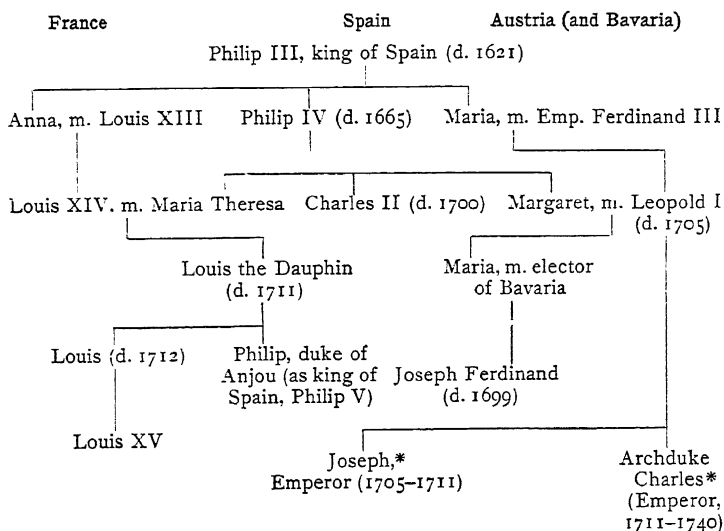 France Spain Austria (and Bavaria)
Philip III, king of Spain (d. 1621)
Anna, m. Louis XIII Philip IV (d. 1665) Maria, m. Emp. Ferdinand III
Louis XIV. m. Maria Theresa Charles II (d. 1700) Margaret, m. Leopold I
(d. 1705)
Louis the Dauphin Maria, m. elector
(d. 1711) of Bavaria
Louis (d. 1712) Philip, duke of
Anjou (as king of Joseph Ferdinand
Spain, Philip V) (d. 1699)
Louis XV
Joseph,* Archduke
Emperor (1705–1711) Charles*
(Emperor,
1711–1740)